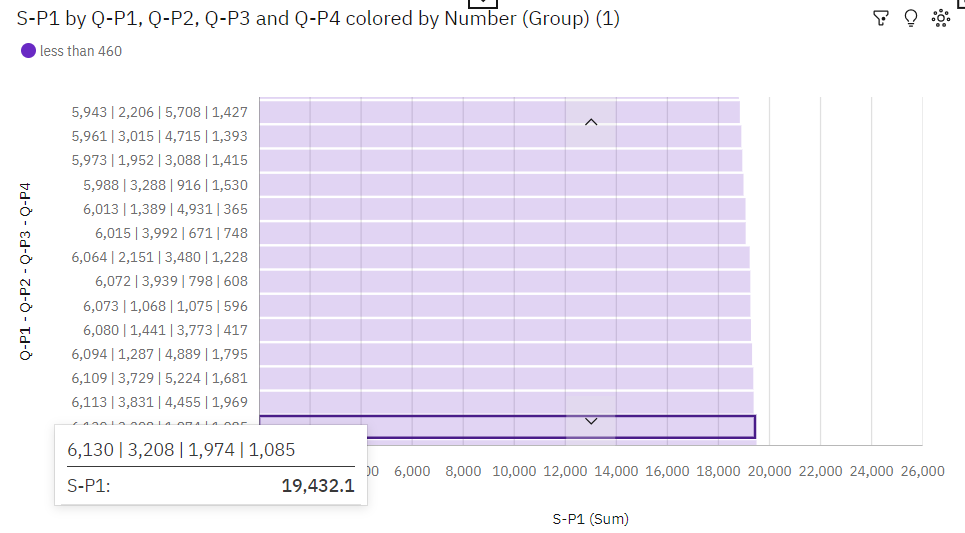 S-P1 by Q-P1, Q-P2, Q-P3 and Q-P4 colored by Number (Group) (1)
less than 460
Q-P1 - Q-P2 - Q-P3 - Q-P4
5,943 | 2,206 | 5,708 | 1,427
5,961 | 3,015 | 4,715 | 1,393
5,973 | 1,952 | 3,088 | 1,415
5,988 | 3,288 | 916 | 1,530
6,013 | 1,389 | 4,931 | 365
6,015 | 3,992 | 671 | 748
6,064 | 2,151 | 3,480 | 1,228
6,072 | 3,939 | 798 | 608
6,073 | 1,068 | 1,075 | 596
6,080 | 1,441 | 3,773 | 417
6,094 | 1,287 | 4,889 | 1,795
6,109 | 3,729 | 5,224 | 1,681
6,113 | 3,831 | 4,455 | 1,969
6,130 | 3,208 | 1,974 | 1,085
S-P1: 19,432.1
6,000 8,000 10,000 12,000 14,000 16,000 18,000 20,000 22,000 24,000 26,000
S-P1 (Sum)